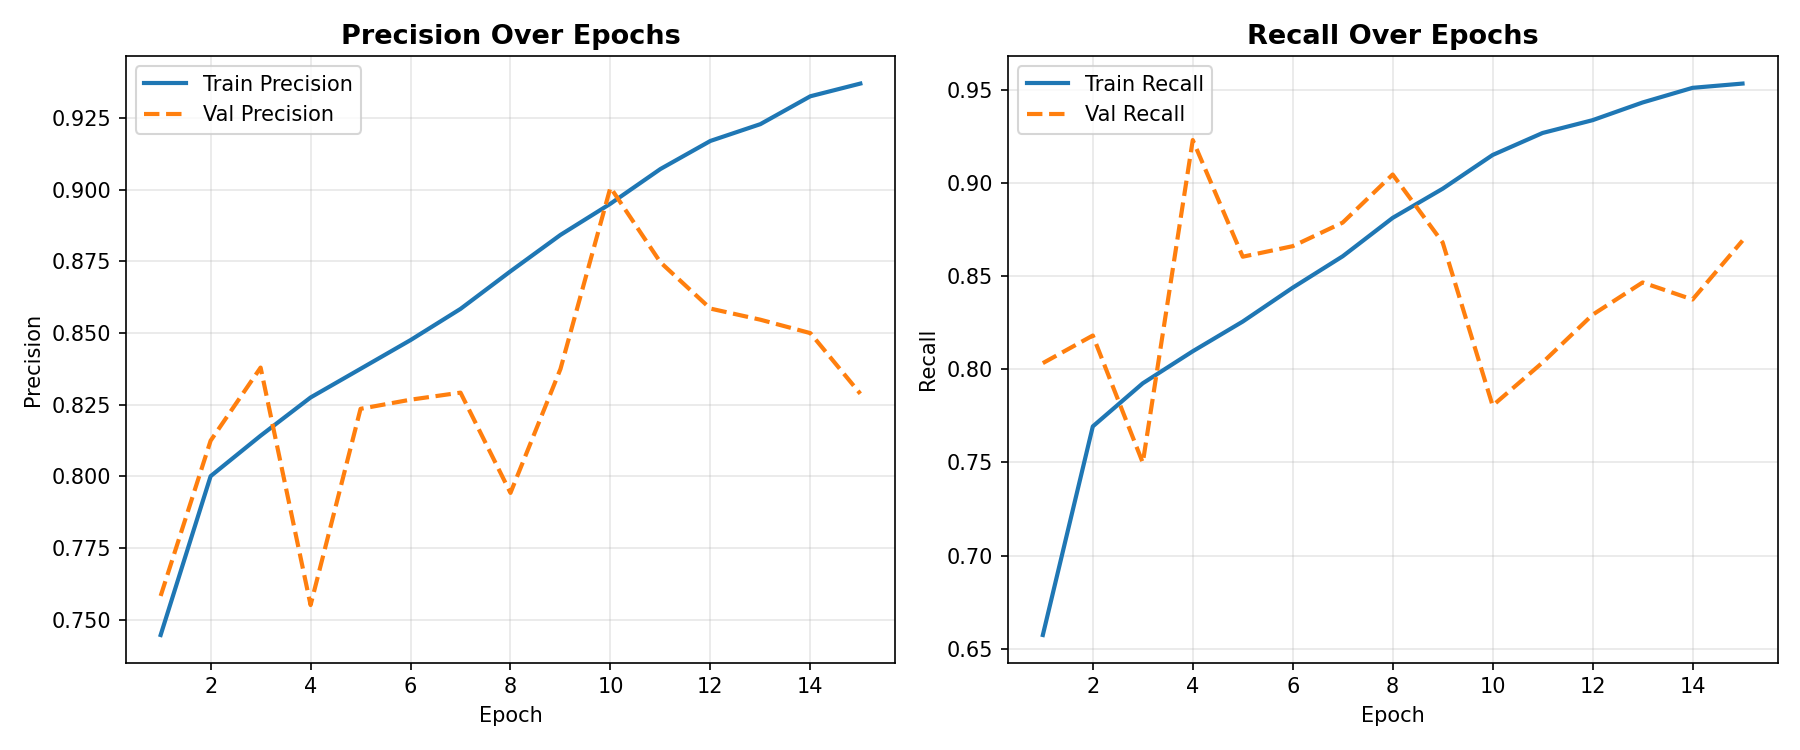 Precision Over Epochs
Train Precision
Val Precision
0.925
0.900
0.875
0.850
0.825
0.800
0.775
0.750
Precision
2 4 6 8 10 12 14
Epoch
Recall Over Epochs
Train Recall
Val Recall
0.95
0.90
0.85
0.80
0.75
0.70
0.65
Recall
2 4 6 8 10 12 14
Epoch